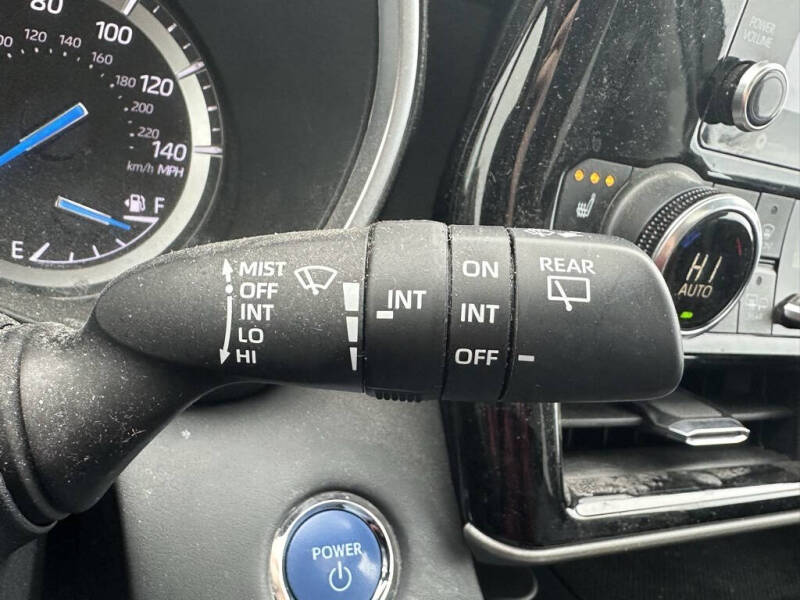 80
100
120
140
100
120
140
160
180
200
220
km/h MPH
E
F
POWER
VOLUME
HI
AUTO
MIST
OFF
INT
LO
HI
INT
ON
INT
OFF
REAR
POWER